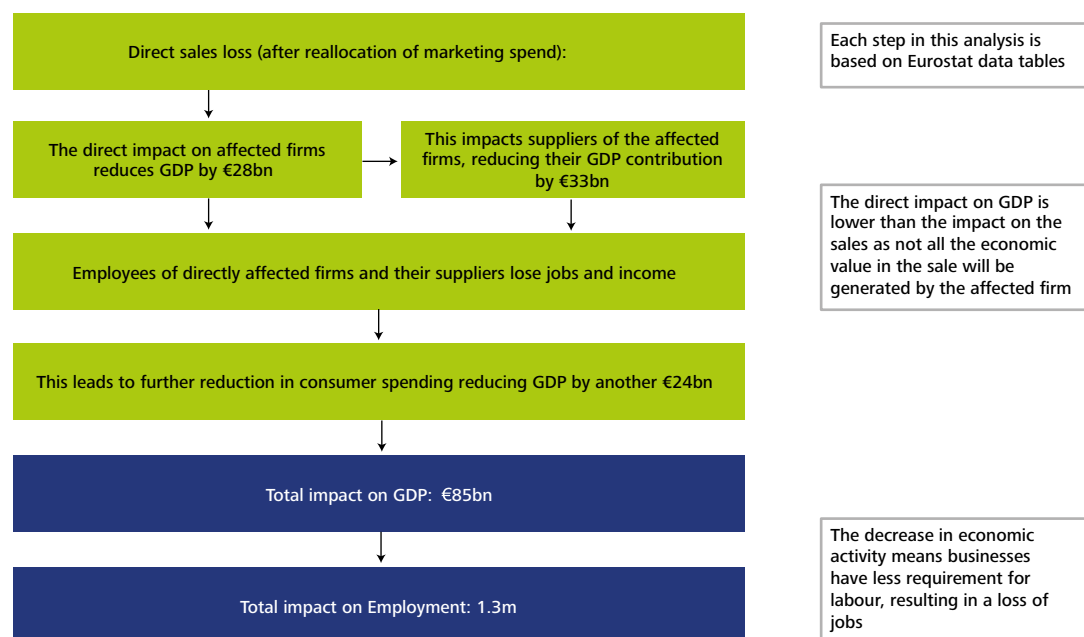 Direct sales loss (after reallocation of marketing spend):
Each step in this analysis is
based on Eurostat data tables
The direct impact on affected firms
reduces GDP by €28bn
This impacts suppliers of the affected
firms, reducing their GDP contribution
by €33bn
The direct impact on GDP is
lower than the impact on the
sales as not all the economic
value in the sale will be
generated by the affected firm
Employees of directly affected firms and their suppliers lose jobs and income
This leads to further reduction in consumer spending reducing GDP by another €24bn
Total impact on GDP: €85bn
The decrease in economic
activity means businesses
have less requirement for
labour, resulting in a loss of
jobs
Total impact on Employment: 1.3m